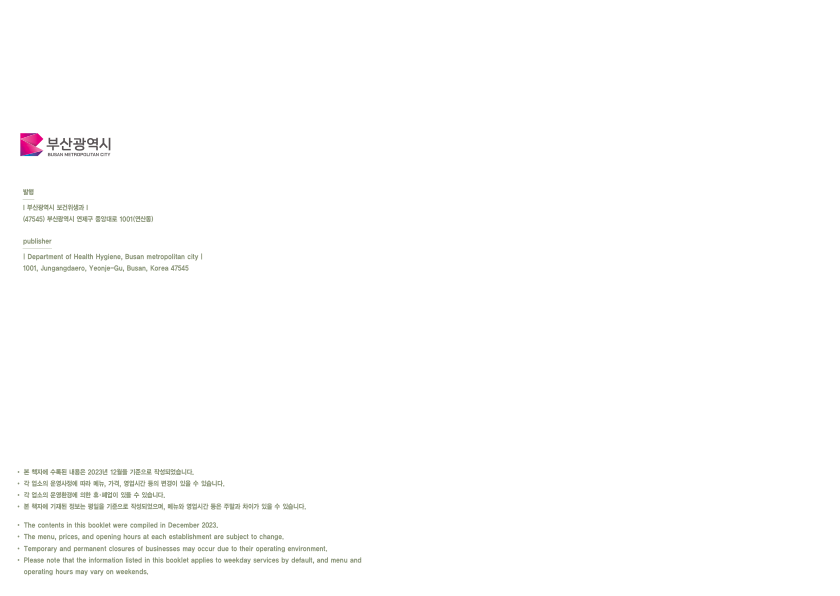 부산광역시
BUSAN METROPOLITAN CITY
발행
| 부산광역시 보건위생과 |
(47545) 부산광역시 연제구 중앙대로 1001(연산동)
publisher
| Department of Health Hygiene, Busan metropolitan city |
1001, Jungangdaero, Yeonje-Gu, Busan, Korea 47545
• 본 책자에 수록된 내용은 2023년 12월을 기준으로 작성되었습니다.
• 각 업소의 운영사정에 따라 메뉴, 가격, 영업시간 등의 변경이 있을 수 있습니다.
• 각 업소의 운영환경에 의한 휴·폐업이 있을 수 있습니다.
• 본 책자에 기재된 정보는 평일을 기준으로 작성되었으며, 메뉴와 영업시간 등은 주말과 차이가 있을 수 있습니다.
• The contents in this booklet were compiled in December 2023.
• The menu, prices, and opening hours at each establishment are subject to change.
• Temporary and permanent closures of businesses may occur due to their operating environment.
• Please note that the information listed in this booklet applies to weekday services by default, and menu and
operating hours may vary on weekends.